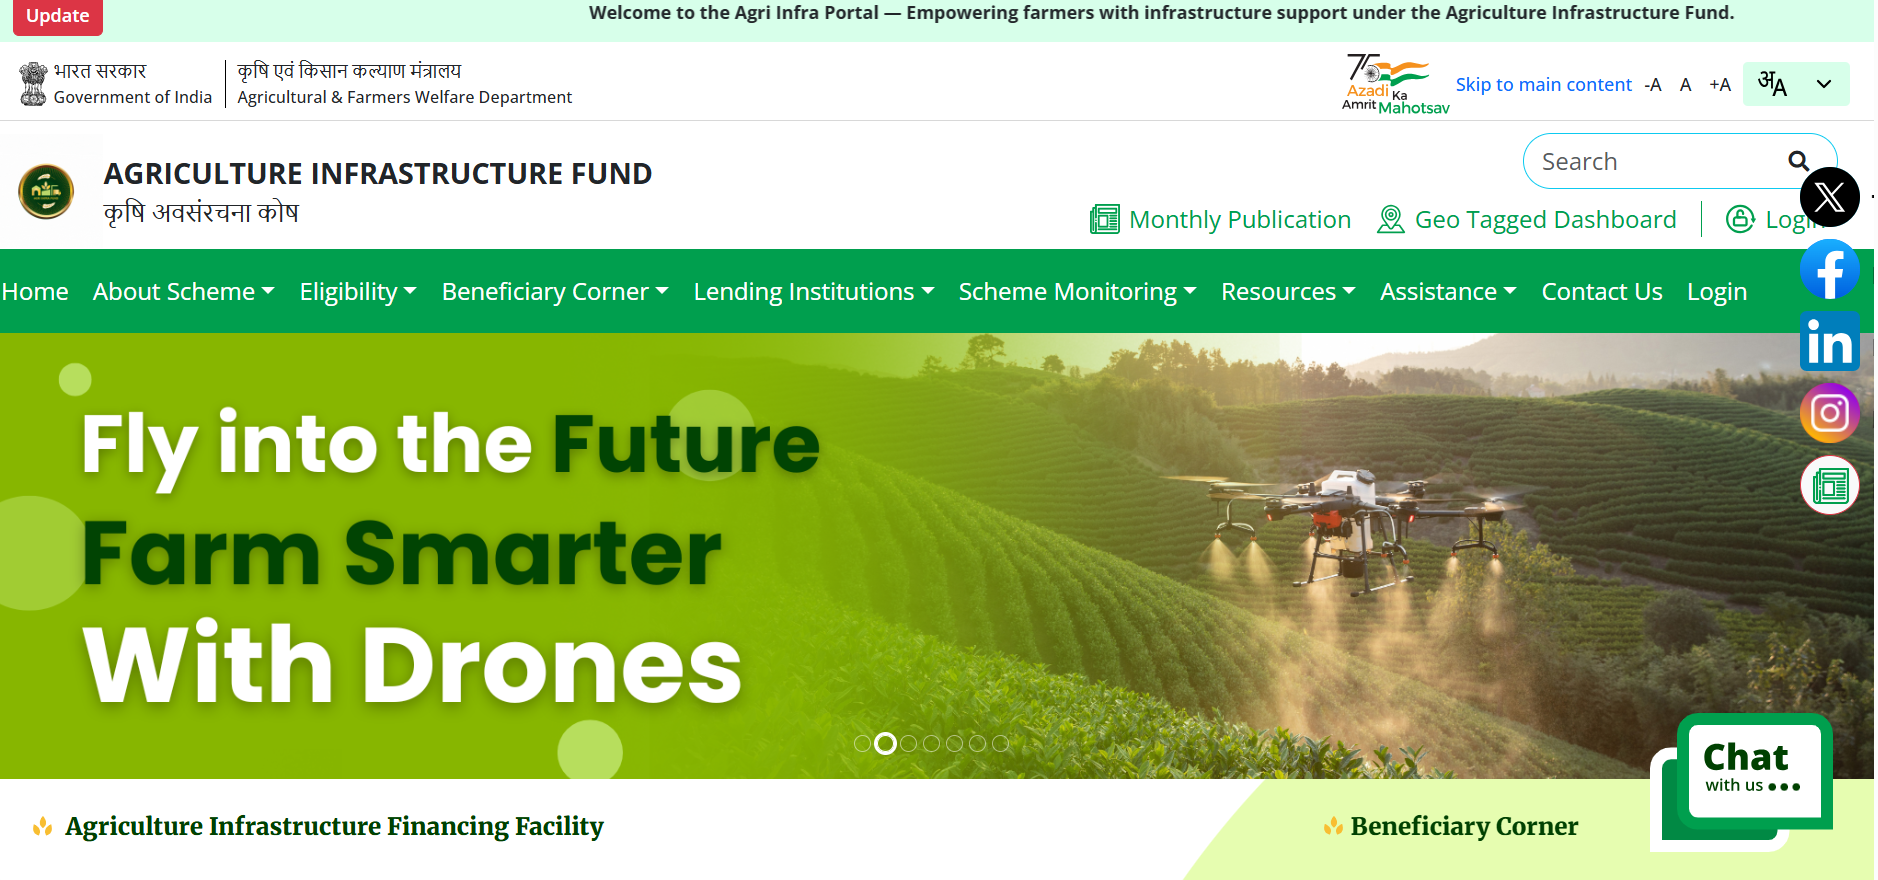 Update
Welcome to the Agri Infra Portal — Empowering farmers with infrastructure support under the Agriculture Infrastructure Fund.
भारत सरकार
Government of India
कृषि एवं किसान कल्याण मंत्रालय
Agricultural & Farmers Welfare Department
75
Azadi Ka
Amrit Mahotsav
Skip to main content -A A +A
अ A
AGRICULTURE INFRASTRUCTURE FUND
कृषि अवसंरचना कोष
Search
Monthly Publication Geo Tagged Dashboard Login
Home About Scheme Eligibility Beneficiary Corner Lending Institutions Scheme Monitoring Resources Assistance Contact Us Login
Fly into the Future
Farm Smarter
With Drones
in
Chat
with us
Agriculture Infrastructure Financing Facility
Beneficiary Corner